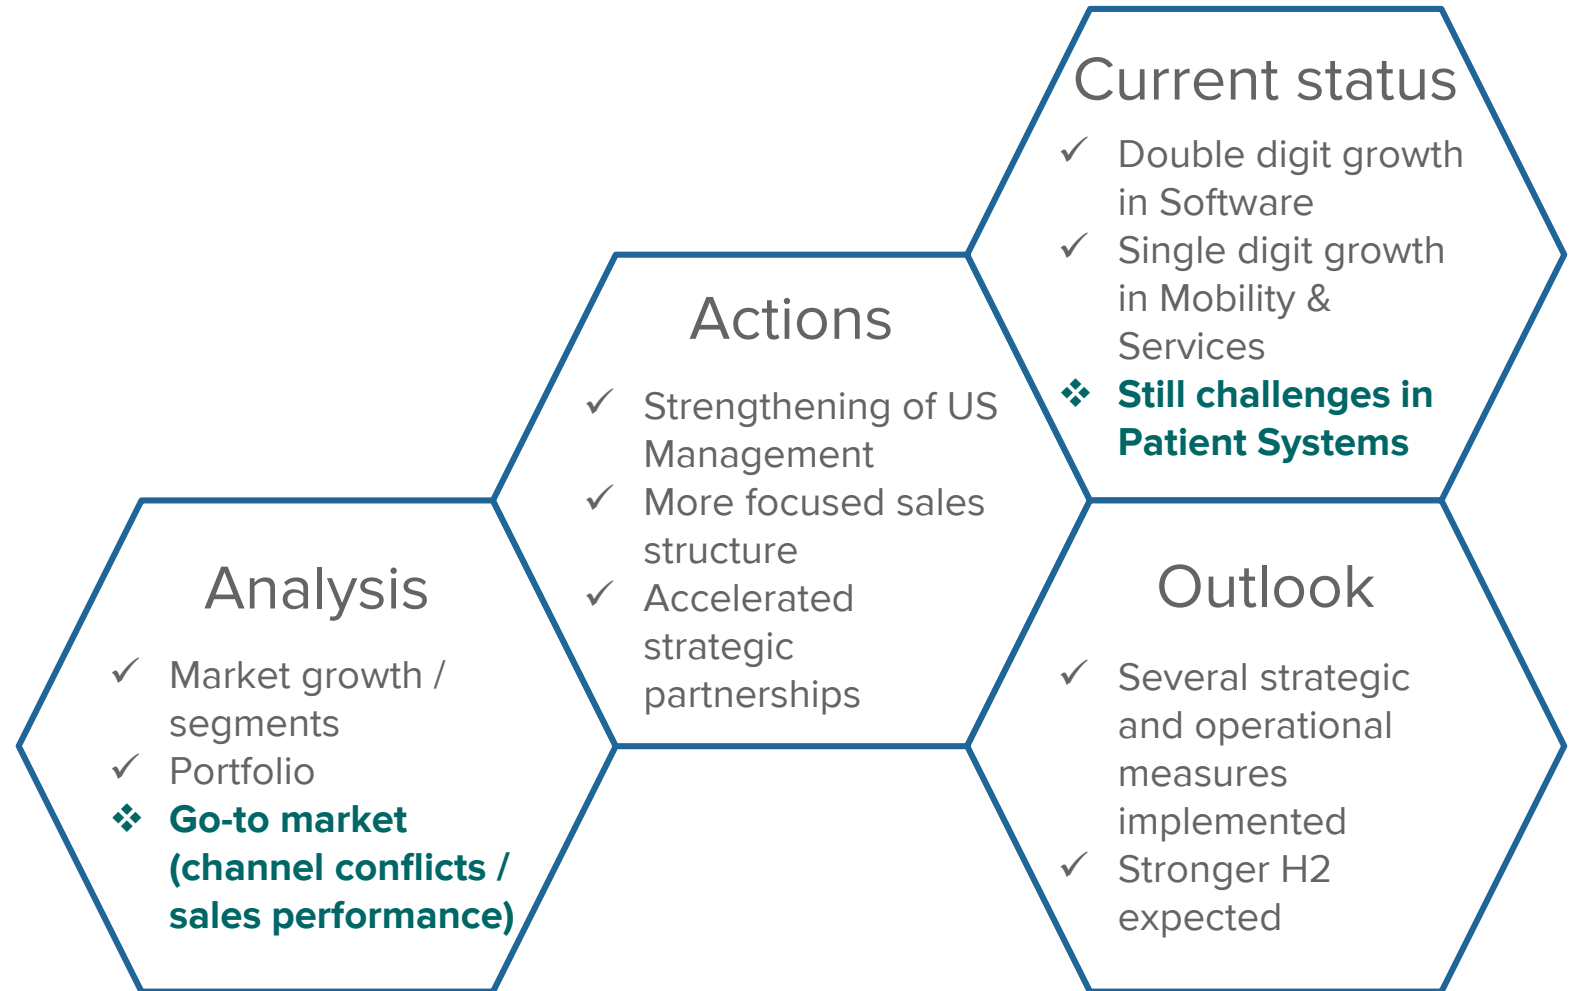 Analysis
✓ Market growth /
segments
✓ Portfolio
❖ Go-to market
(channel conflicts /
sales performance)
Actions
✓ Strengthening of US
Management
✓ More focused sales
structure
✓ Accelerated
strategic
partnerships
Current status
✓ Double digit growth
in Software
✓ Single digit growth
in Mobility &
Services
❖ Still challenges in
Patient Systems
Outlook
✓ Several strategic
and operational
measures
implemented
✓ Stronger H2
expected